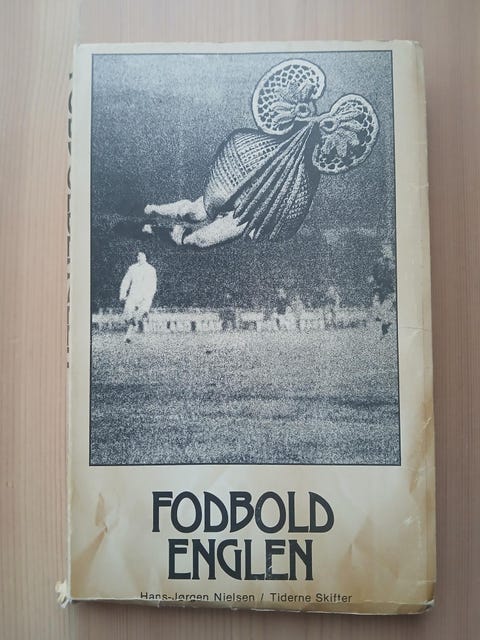 FODBOLD
ENGLEN
Hans-Jørgen Nielsen / Tiderne Skifter